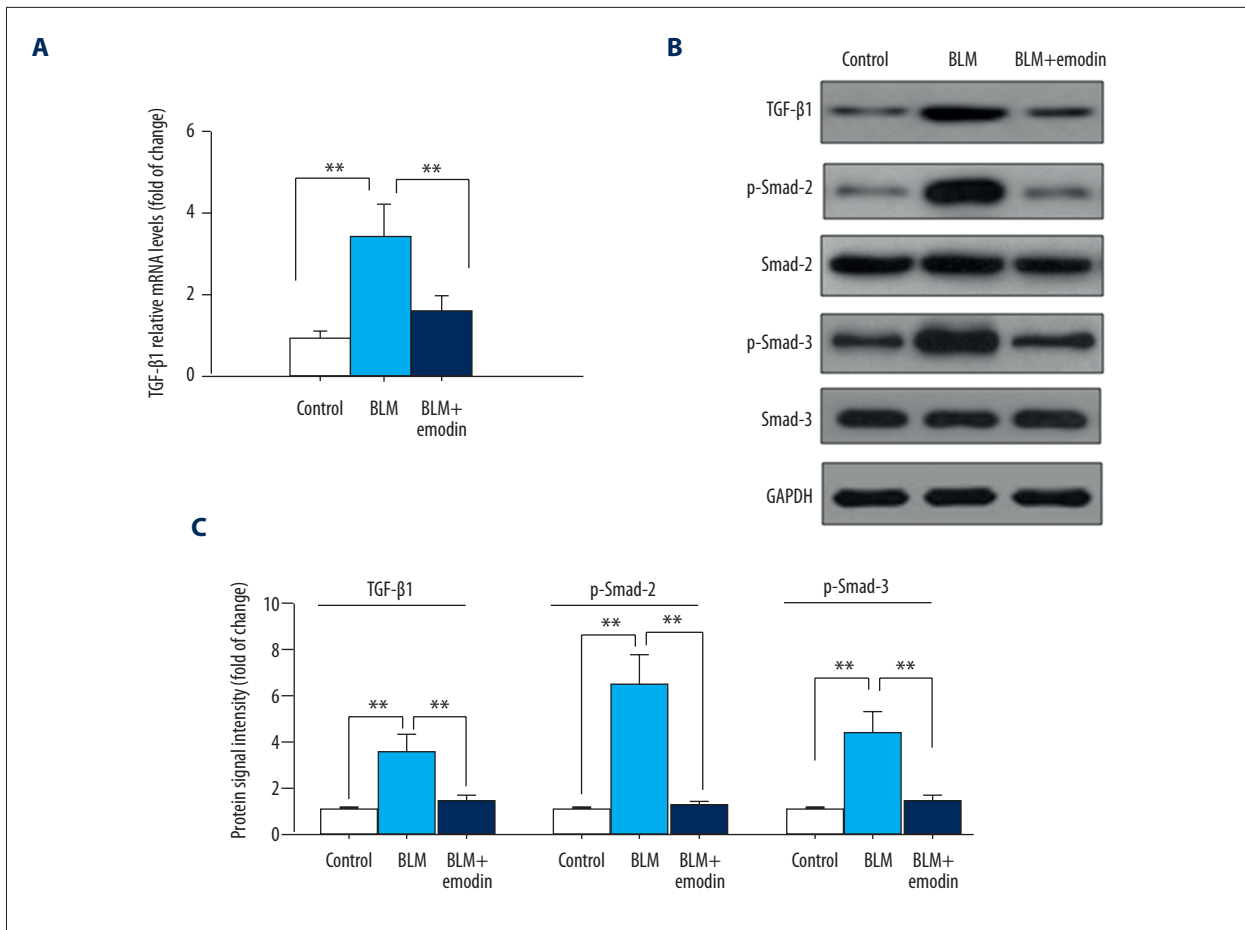 A
TGF-β1 relative mRNA levels (fold of change)
6
4
2
0
**
**
Control
BLM
BLM+
emodin
B
Control
BLM
BLM+emodin
TGF-β1
p-Smad-2
Smad-2
p-Smad-3
Smad-3
GAPDH
C
Protein signal intensity (fold of change)
10
8
6
4
2
0
TGF-β1
**
**
Control
BLM
BLM+
emodin
p-Smad-2
**
**
Control
BLM
BLM+
emodin
p-Smad-3
**
**
Control
BLM
BLM+
emodin